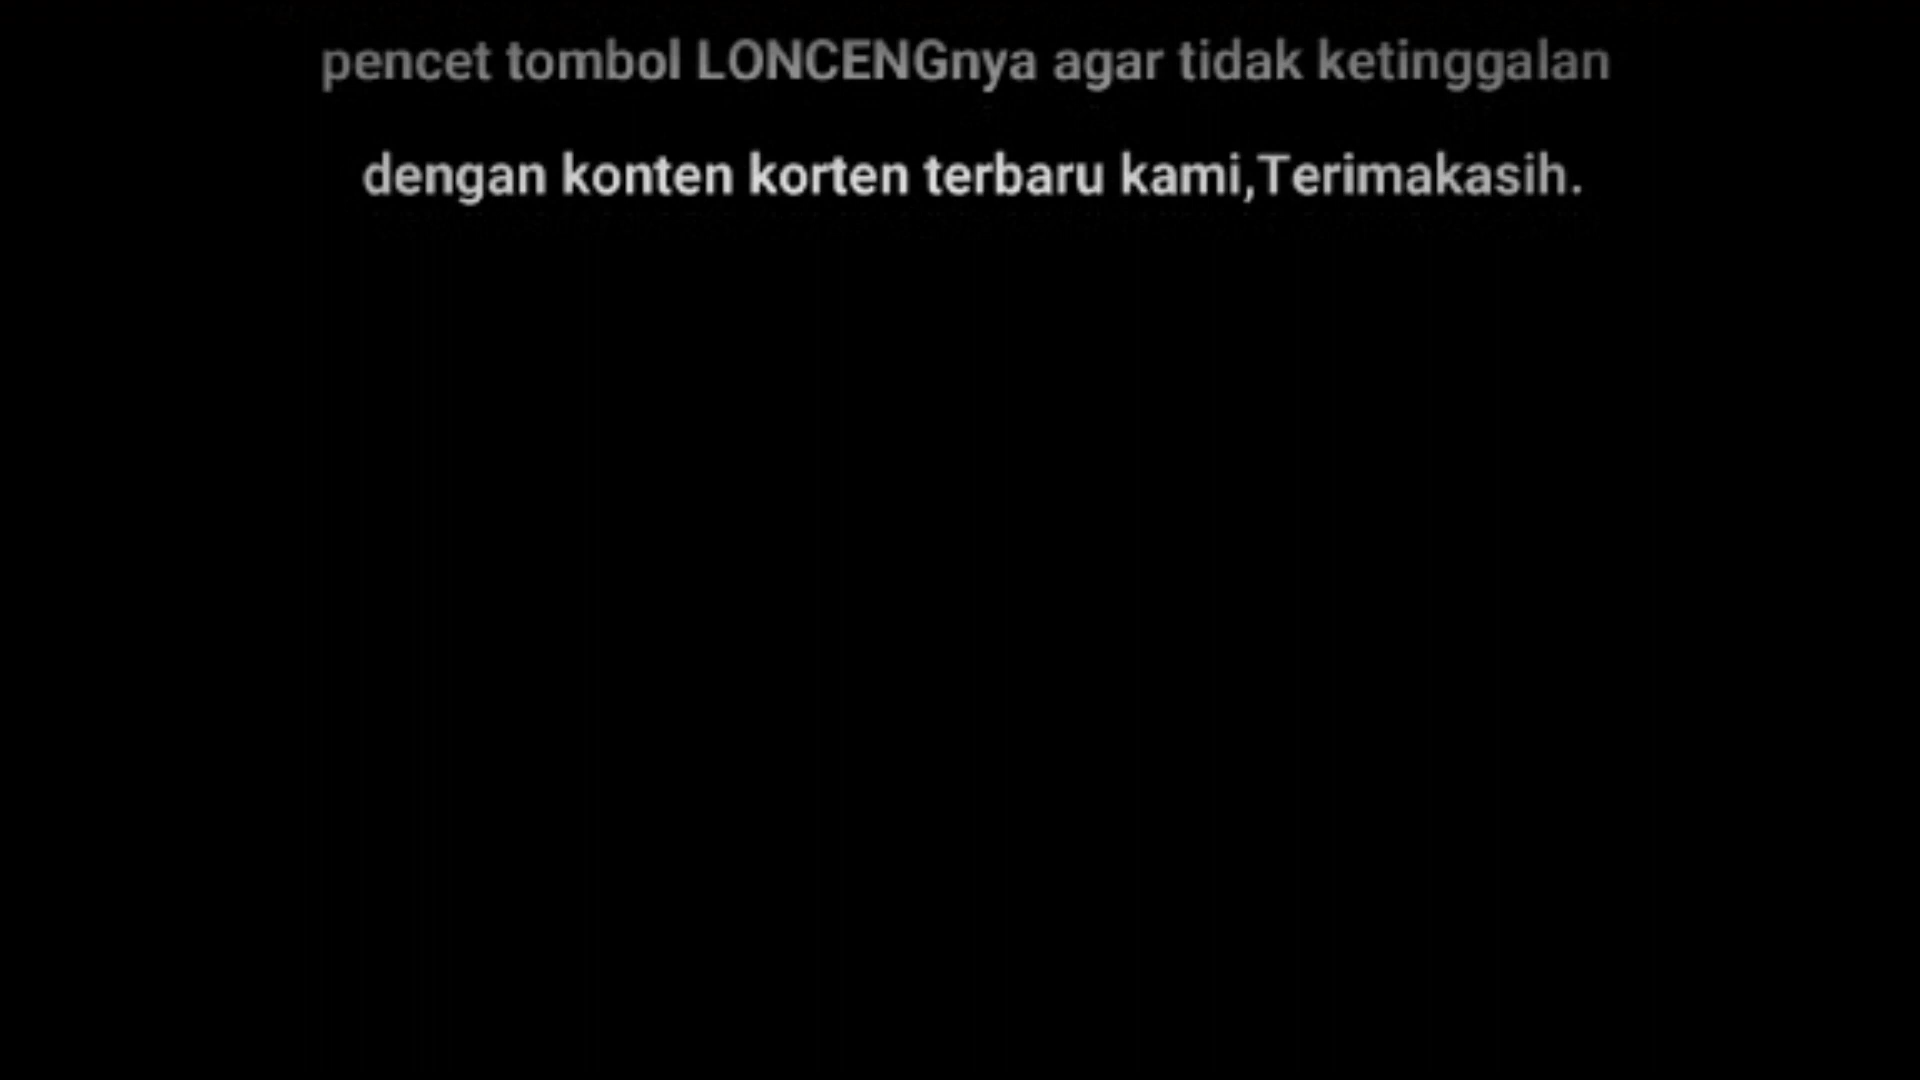 pencet tombol LONCENGnya agar tidak ketinggalan
dengan konten korten terbaru kami,Terimakasih.